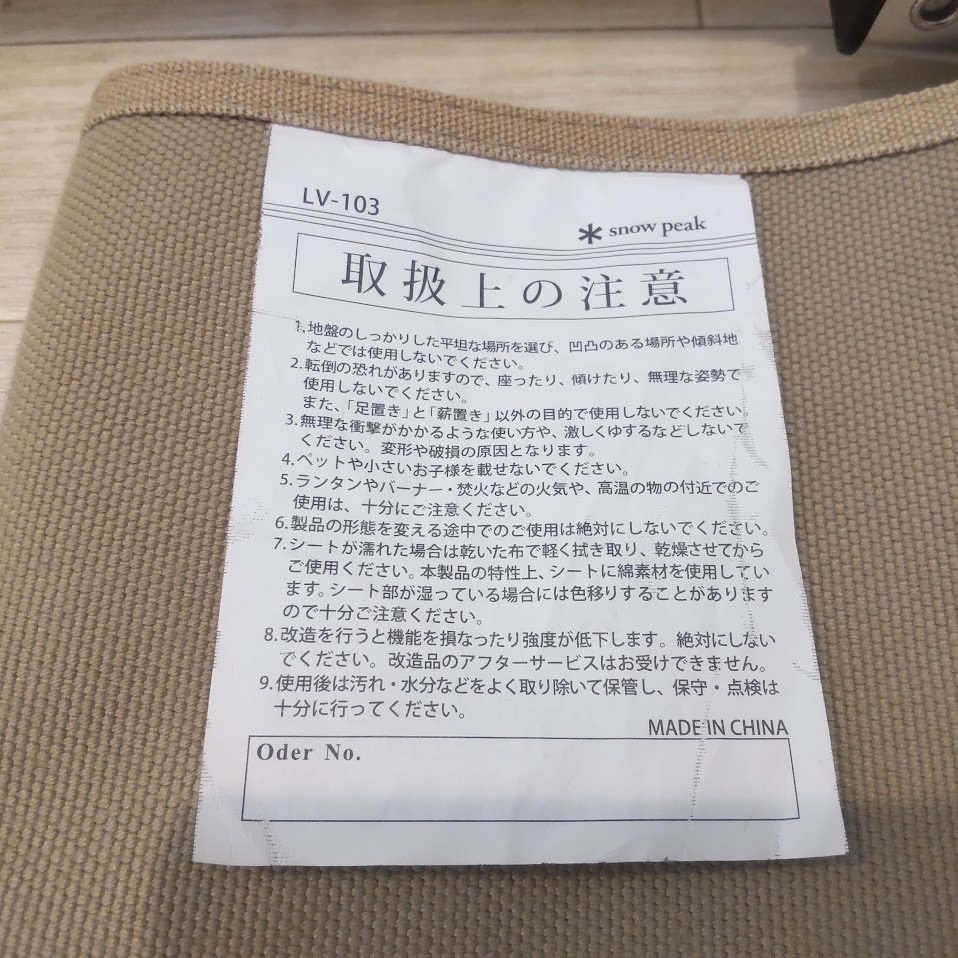 LV-103
snow peak
取扱上の注意
1.地盤のしっかりした平坦な場所を選び、凹凸のある場所や傾斜地
などでは使用しないでください。
2.転倒の恐れがありますので、座ったり、傾けたり、無理な姿勢で
使用しないでください。
また、「足置き」と「薪置き」以外の目的で使用しないでください。
3.無理な衝撃がかかるような使い方や、激しくゆするなどしないで
ください。変形や破損の原因となります。
4.ペットや小さいお子様を載せないでください。
5.ランタンやバーナー・焚火などの火気や、高温の物の付近でのご
使用は、十分にご注意ください。
6.製品の形態を変える途中でのご使用は絶対にしないでください。
7.シートが濡れた場合は乾いた布で軽く拭き取り、乾燥させてから
ご使用ください。本製品の特性上、シートに綿素材を使用してい
ます。シート部が湿っている場合には色移りすることがあります
ので十分ご注意ください。
8.改造を行うと機能を損なったり強度が低下します。絶対にしない
でください。改造品のアフターサービスはお受けできません。
9.使用後は汚れ・水分などをよく取り除いて保管し、保守・点検は
十分に行ってください。
MADE IN CHINA
Oder No.